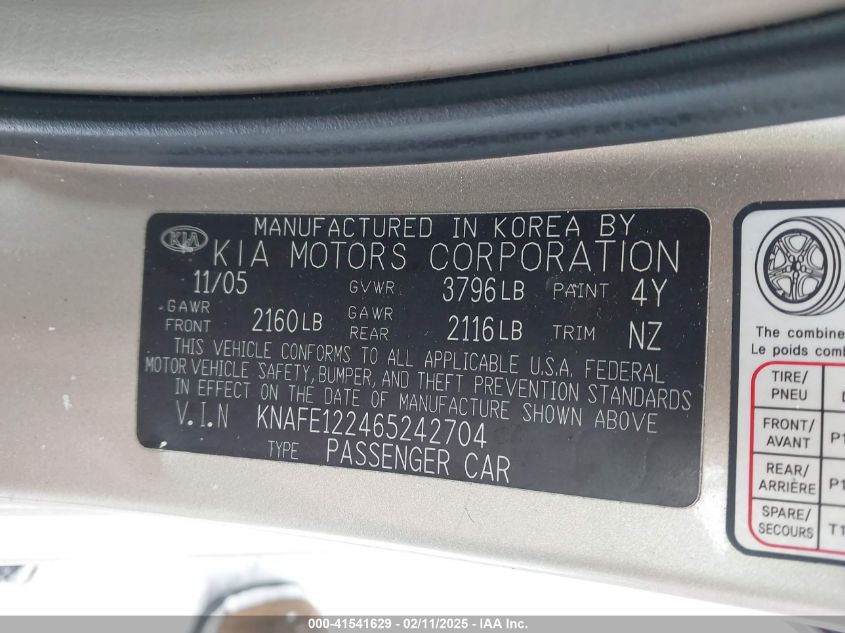 MANUFACTURED IN KOREA BY
KIA KIA MOTORS CORPORATION
11/05 GVWR 3796LB PAINT 4Y
GAWR FRONT 2160LB GAWR REAR 2116LB TRIM NZ
THIS VEHICLE CONFORMS TO ALL APPLICABLE U.S.A. FEDERAL
MOTOR VEHICLE SAFETY, BUMPER, AND THEFT PREVENTION STANDARDS
IN EFFECT ON THE DATE OF MANUFACTURE SHOWN ABOVE
V.I.N KNAFE122465242704
TYPE PASSENGER CAR
The combine
Le poids comb
TIRE/
PNEU
FRONT/
AVANT P1
REAR/
ARRIÈRE P1
SPARE/
SECOURS T1
000-41541629 - 02/11/2025 - IAA Inc.